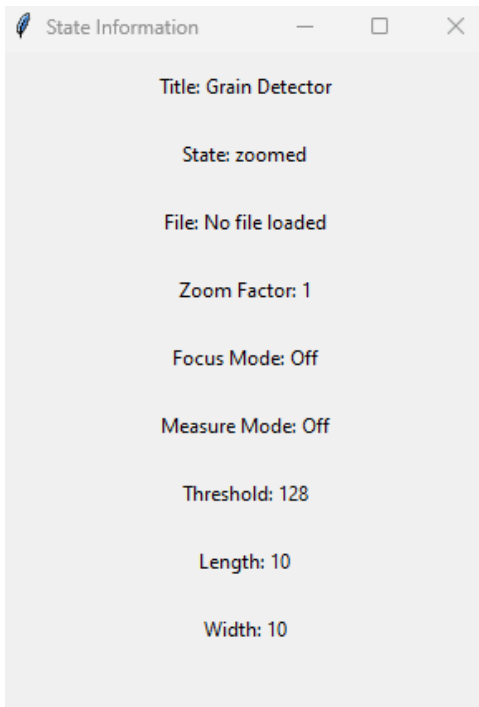 State Information
Title: Grain Detector
State: zoomed
File: No file loaded
Zoom Factor: 1
Focus Mode: Off
Measure Mode: Off
Threshold: 128
Length: 10
Width: 10